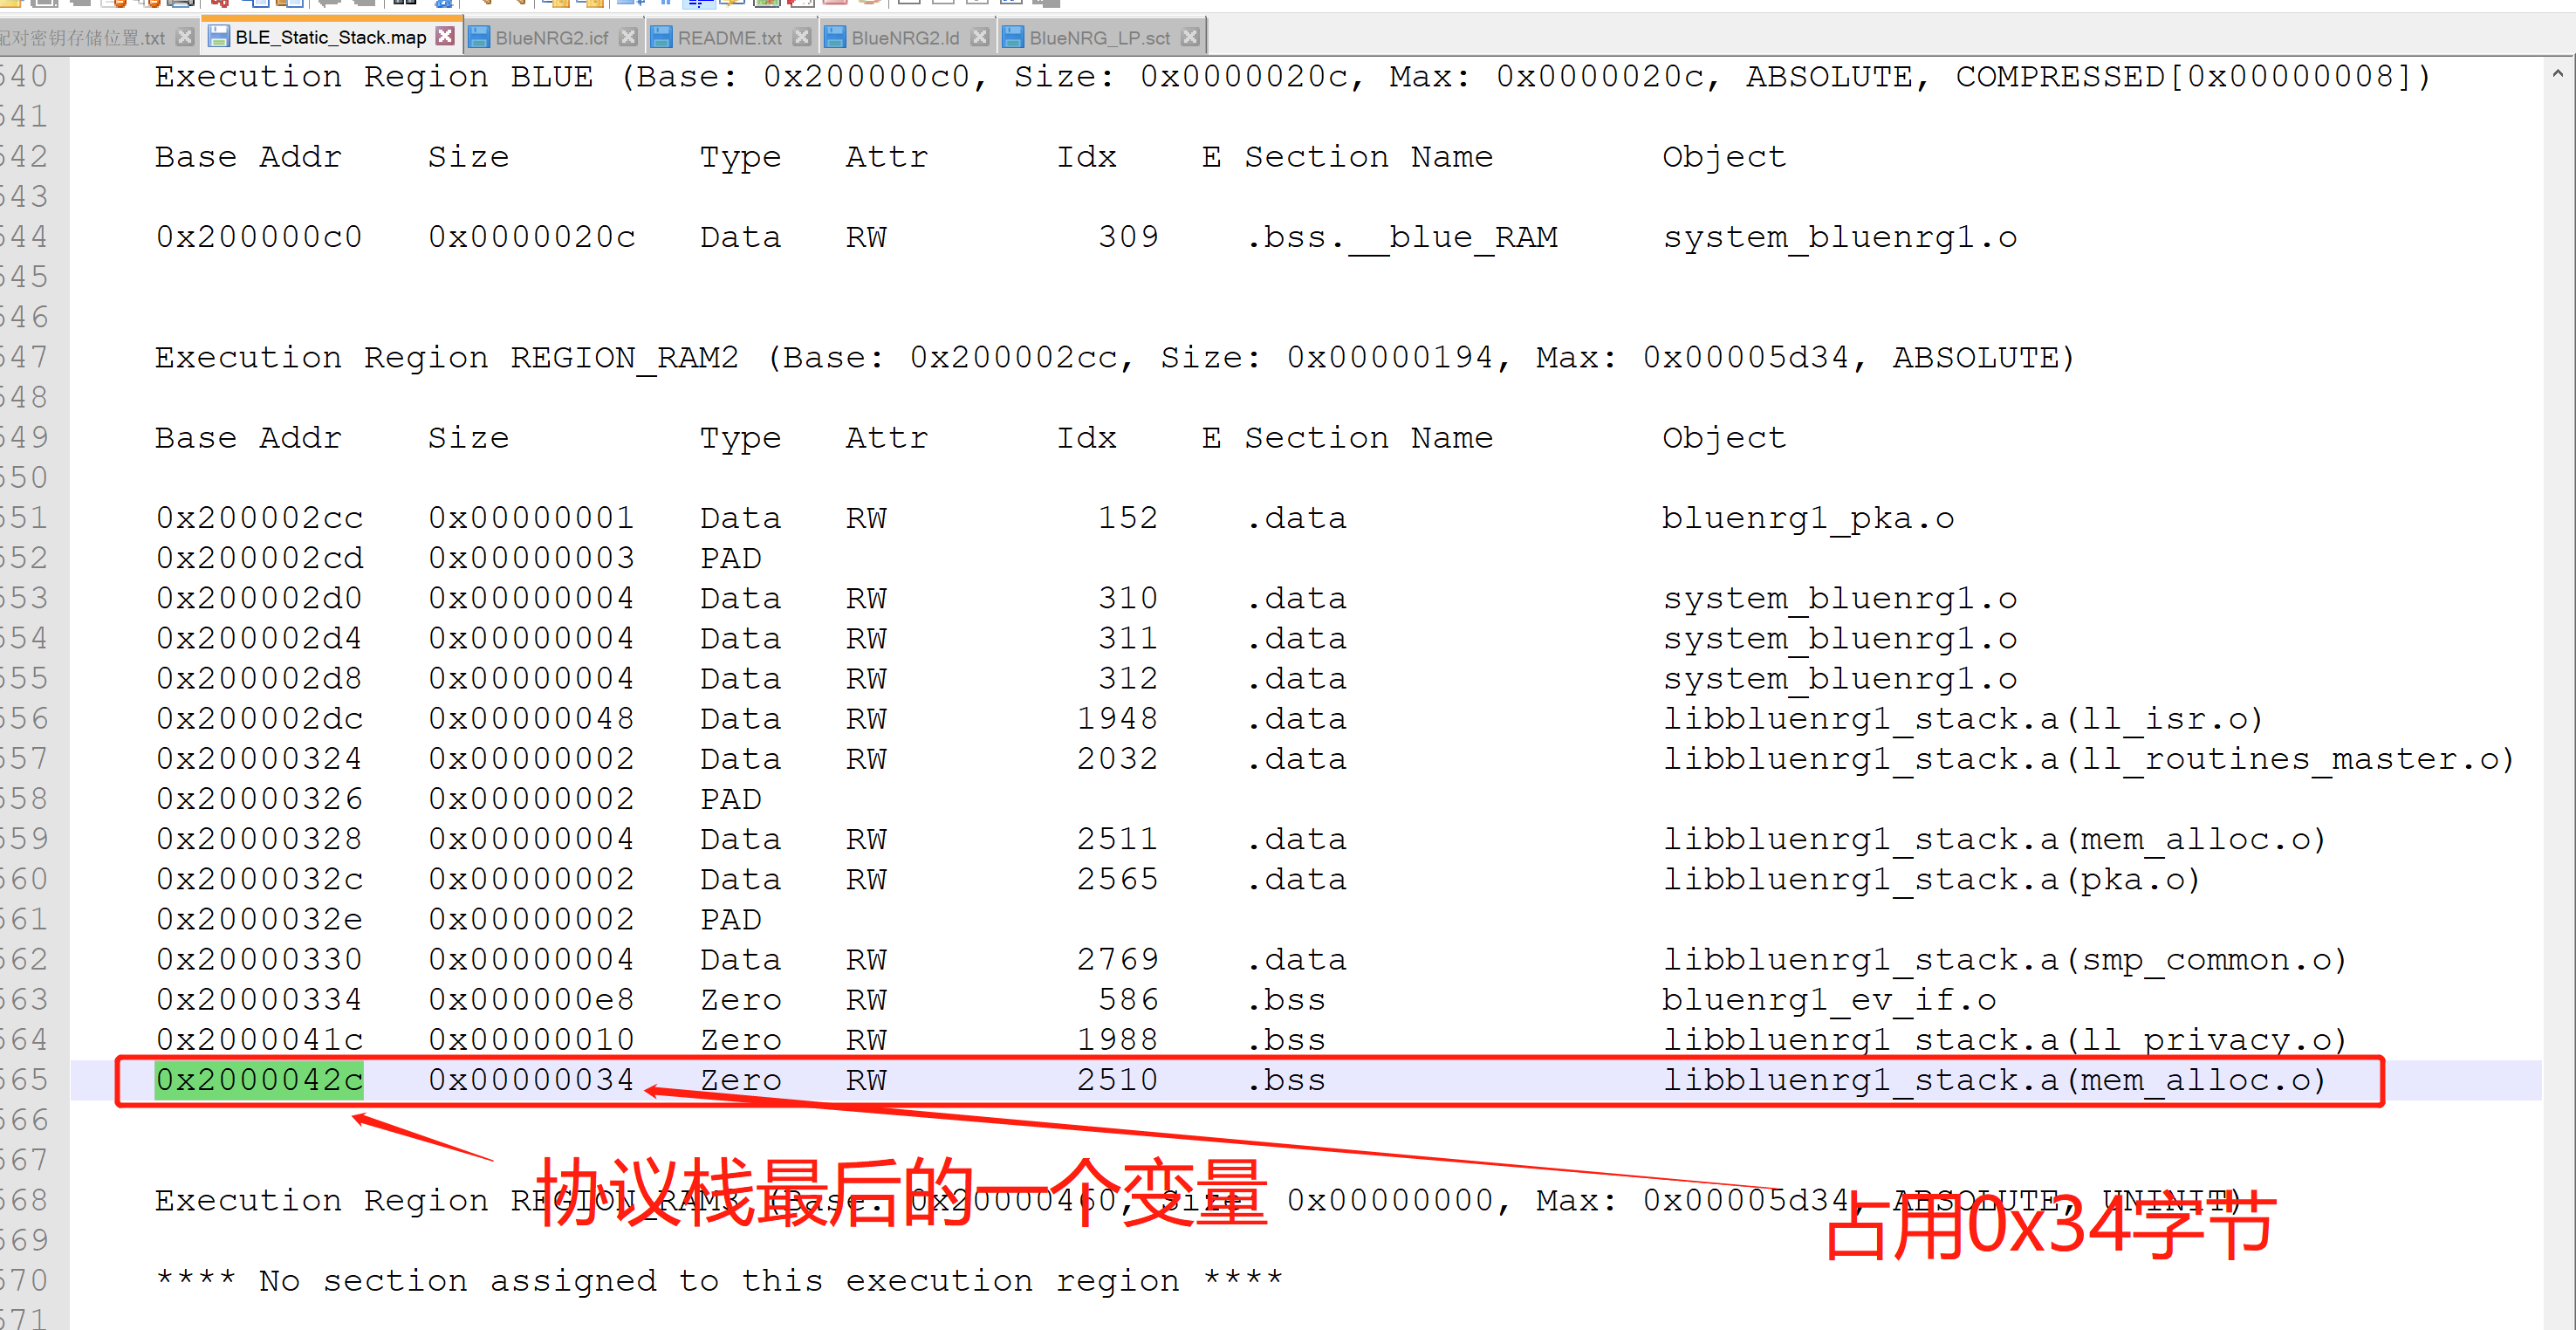 配对密钥存储位置.txt BLE_Static_Stack.map BlueNRG2.icf README.txt BlueNRG2.ld BlueNRG_LP.sct
540 Execution Region BLUE (Base: 0x200000c0, Size: 0x0000020c, Max: 0x0000020c, ABSOLUTE, COMPRESSED[0x00000008])
541
542 Base Addr Size Type Attr Idx E Section Name Object
543
544 0x200000c0 0x0000020c Data RW 309 .bss.__blue_RAM system_bluenrg1.o
545
546
547 Execution Region REGION_RAM2 (Base: 0x200002cc, Size: 0x00000194, Max: 0x00005d34, ABSOLUTE)
548
549 Base Addr Size Type Attr Idx E Section Name Object
550
551 0x200002cc 0x00000001 Data RW 152 .data bluenrg1_pka.o
552 0x200002cd 0x00000003 PAD
553 0x200002d0 0x00000004 Data RW 310 .data system_bluenrg1.o
554 0x200002d4 0x00000004 Data RW 311 .data system_bluenrg1.o
555 0x200002d8 0x00000004 Data RW 312 .data system_bluenrg1.o
556 0x200002dc 0x00000048 Data RW 1948 .data libbluenrg1_stack.a(ll_isr.o)
557 0x20000324 0x00000002 Data RW 2032 .data libbluenrg1_stack.a(ll_routines_master.o)
558 0x20000326 0x00000002 PAD
559 0x20000328 0x00000004 Data RW 2511 .data libbluenrg1_stack.a(mem_alloc.o)
560 0x2000032c 0x00000002 Data RW 2565 .data libbluenrg1_stack.a(pka.o)
561 0x2000032e 0x00000002 PAD
562 0x20000330 0x00000004 Data RW 2769 .data libbluenrg1_stack.a(smp_common.o)
563 0x20000334 0x000000e8 Zero RW 586 .bss bluenrg1_ev_if.o
564 0x2000041c 0x00000010 Zero RW 1988 .bss libbluenrg1_stack.a(ll_privacy.o)
565 0x2000042c 0x00000034 Zero RW 2510 .bss libbluenrg1_stack.a(mem_alloc.o)
566
567
协议栈最后的一个变量
占用0x34字节
568 Execution Region REGION_RAM3 (Base: 0x20000460, Size: 0x00000000, Max: 0x00005d34, ABSOLUTE, UNINIT)
569
570 **** No section assigned to this execution region ****
571